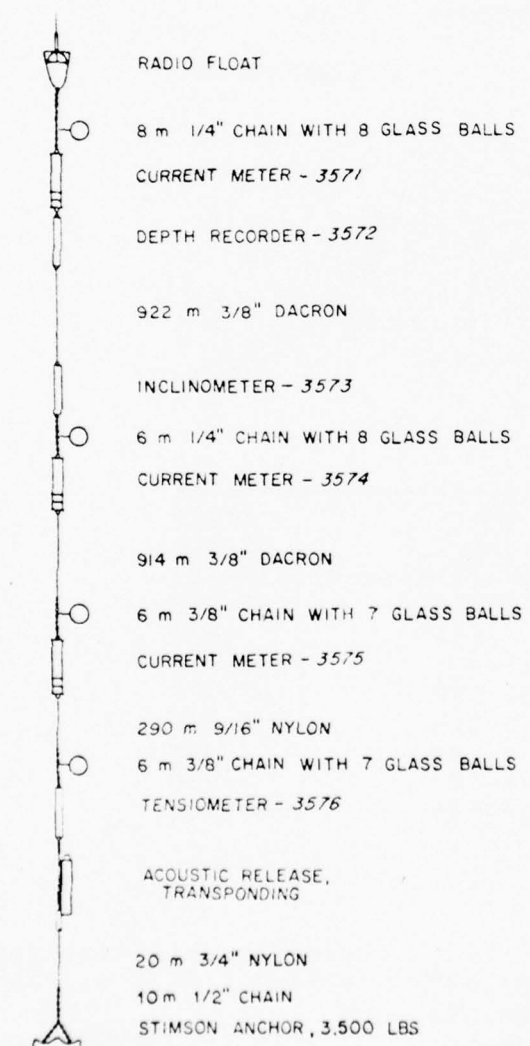 RADIO FLOAT
8 m 1/4" CHAIN WITH 8 GLASS BALLS
CURRENT METER - 3571
DEPTH RECORDER - 3572
922 m 3/8" DACRON
INCLINOMETER - 3573
6 m 1/4" CHAIN WITH 8 GLASS BALLS
CURRENT METER - 3574
914 m 3/8" DACRON
6 m 3/8" CHAIN WITH 7 GLASS BALLS
CURRENT METER - 3575
290 m 9/16" NYLON
6 m 3/8" CHAIN WITH 7 GLASS BALLS
TENSIOMETER - 3576
ACOUSTIC RELEASE,
TRANSPONDING
20 m 3/4" NYLON
10 m 1/2" CHAIN
STIMSON ANCHOR, 3,500 LBS